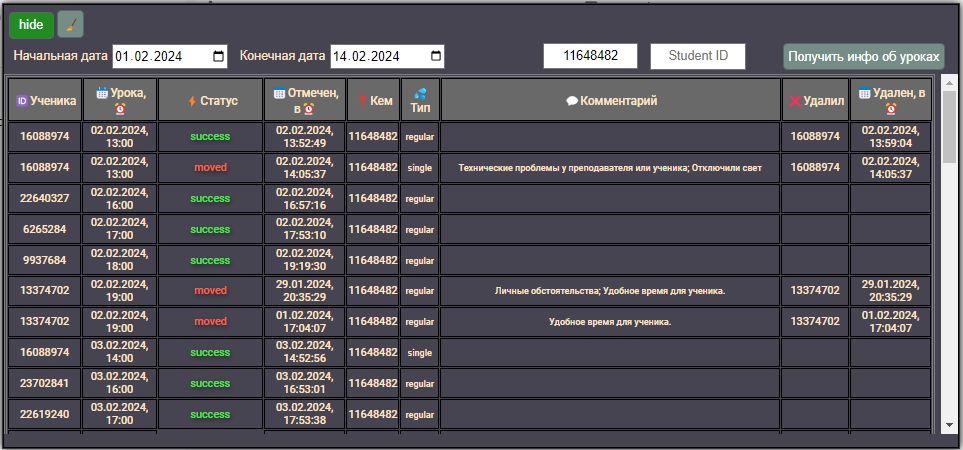 hide
Начальная дата 01.02.2024 Конечная дата 14.02.2024 11648482 Student ID Получить инфо об уроках
ID Ученика Урока, Статус Отмечен, в Кем Тип Комментарий Удалил Удален, в
16088974 02.02.2024, 13:00 success 02.02.2024, 13:52:49 11648482 regular 16088974 02.02.2024, 13:59:04
16088974 02.02.2024, 13:00 moved 02.02.2024, 14:05:37 11648482 single Технические проблемы у преподавателя или ученика; Отключили свет 16088974 02.02.2024, 14:05:37
22640327 02.02.2024, 16:00 success 02.02.2024, 16:57:16 11648482 regular
6265284 02.02.2024, 17:00 success 02.02.2024, 17:53:10 11648482 regular
9937684 02.02.2024, 18:00 success 02.02.2024, 19:19:30 11648482 regular
13374702 02.02.2024, 19:00 moved 29.01.2024, 20:35:29 11648482 regular Личные обстоятельства; Удобное время для ученика. 13374702 29.01.2024, 20:35:29
13374702 02.02.2024, 19:00 moved 01.02.2024, 17:04:07 11648482 regular Удобное время для ученика. 13374702 01.02.2024, 17:04:07
16088974 03.02.2024, 14:00 success 03.02.2024, 14:52:56 11648482 single
23702841 03.02.2024, 16:00 success 03.02.2024, 16:53:01 11648482 regular
22619240 03.02.2024, 17:00 success 03.02.2024, 17:53:38 11648482 regular